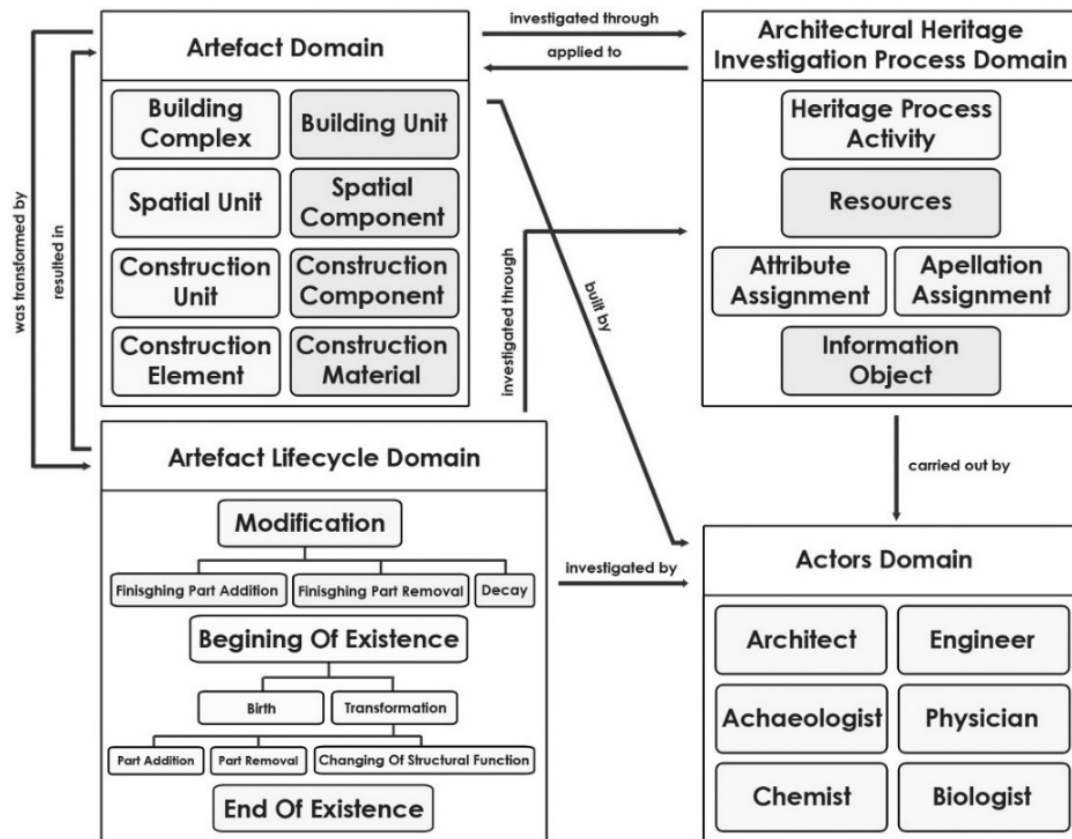 Artefact Domain
Building
Complex
Building Unit
Spatial Unit
Spatial
Component
Construction
Unit
Construction
Component
Construction
Element
Construction
Material
investigated through
applied to
Architectural Heritage
Investigation Process Domain
Heritage Process
Activity
Resources
Attribute
Assignment
Apellation
Assignment
Information
Object
was transformed by
resulted in
investigated through
built by
carried out by
Artefact Lifecycle Domain
Modification
Finisghing Part Addition
Finisghing Part Removal
Decay
Begining Of Existence
Birth
Transformation
Part Addition
Part Removal
Changing Of Structural Function
End Of Existence
investigated by
Actors Domain
Architect
Engineer
Achaeologist
Physician
Chemist
Biologist